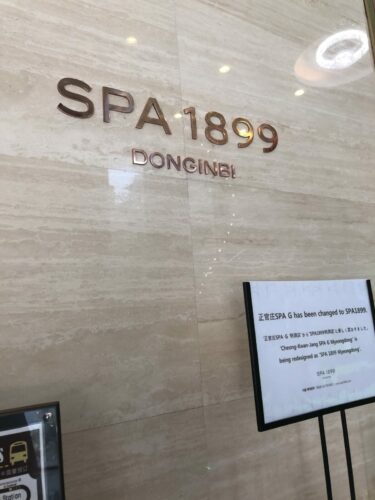 SPA 1899
DONGINBI
正官庄SPA G has been changed to SPA1899.
'Cheong-Kwan-Jang SPA G Myeongdong' is
being redesigned as 'SPA 1899 Myeongdong'.
SPA 1899
S
Station